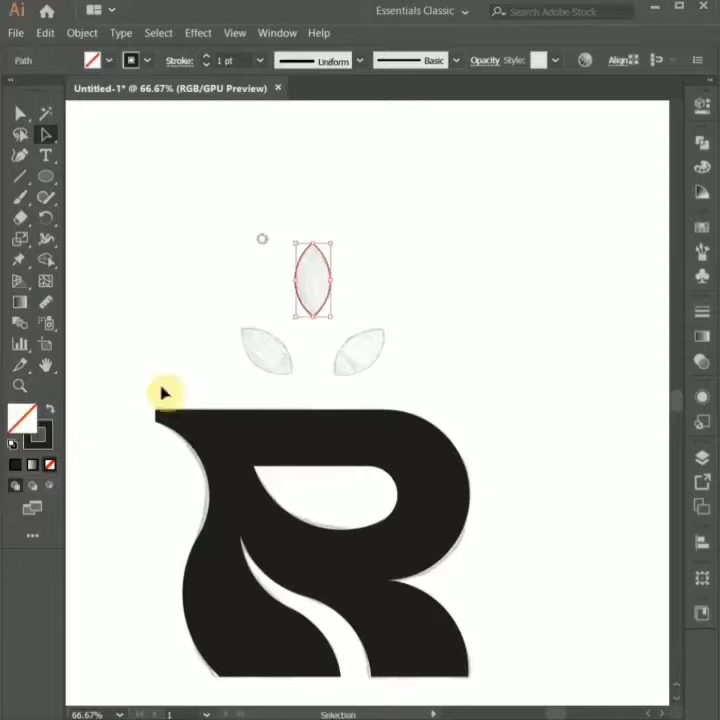 Ai Essentials Classic Search Adobe Stock
File Edit Object Type Select Effect View Window Help
Path Stroke: 1 pt Uniform Basic Opacity Style: Align
Untitled-1* @ 66.67% (RGB/GPU Preview) ×
T
R
66.67% 1 Selection